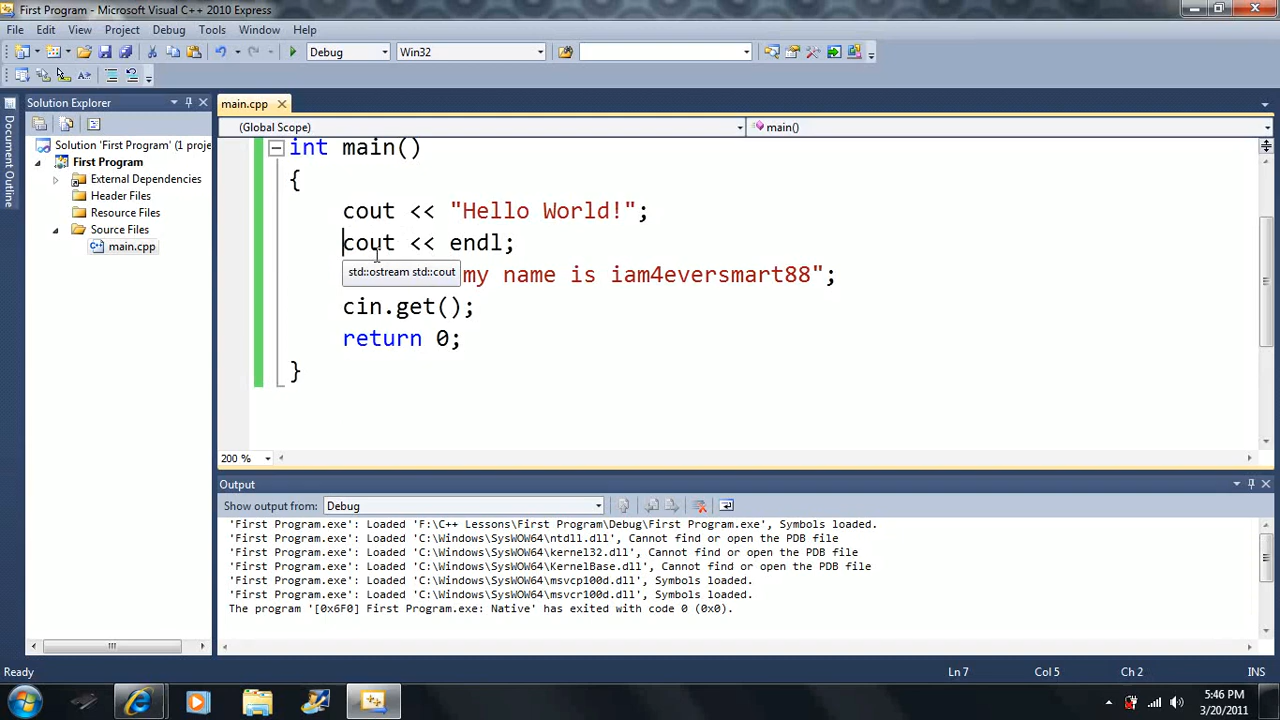 First Program - Microsoft Visual C++ 2010 Express
File Edit View Project Debug Tools Window Help
Debug Win32
Solution Explorer
main.cpp
(Global Scope) main()
Document Outline
Solution 'First Program' (1 proje
First Program
External Dependencies
Header Files
Resource Files
Source Files
main.cpp
int main()
{
cout << "Hello World!";
cout << endl;
std::ostream std::cout
my name is iam4eversmart88";
cin.get();
return 0;
}
200 %
Output
Show output from: Debug
'First Program.exe': Loaded 'F:\C++ Lessons\First Program\Debug\First Program.exe', Symbols loaded.
'First Program.exe': Loaded 'C:\Windows\SysWOW64\ntdll.dll', Cannot find or open the PDB file
'First Program.exe': Loaded 'C:\Windows\SysWOW64\kernel32.dll', Cannot find or open the PDB file
'First Program.exe': Loaded 'C:\Windows\SysWOW64\KernelBase.dll', Cannot find or open the PDB file
'First Program.exe': Loaded 'C:\Windows\SysWOW64\msvcp100d.dll', Symbols loaded.
'First Program.exe': Loaded 'C:\Windows\SysWOW64\msvcr100d.dll', Symbols loaded.
The program '[0x6F0] First Program.exe: Native' has exited with code 0 (0x0).
Ready Ln 7 Col 5 Ch 2 INS
5:46 PM
3/20/2011